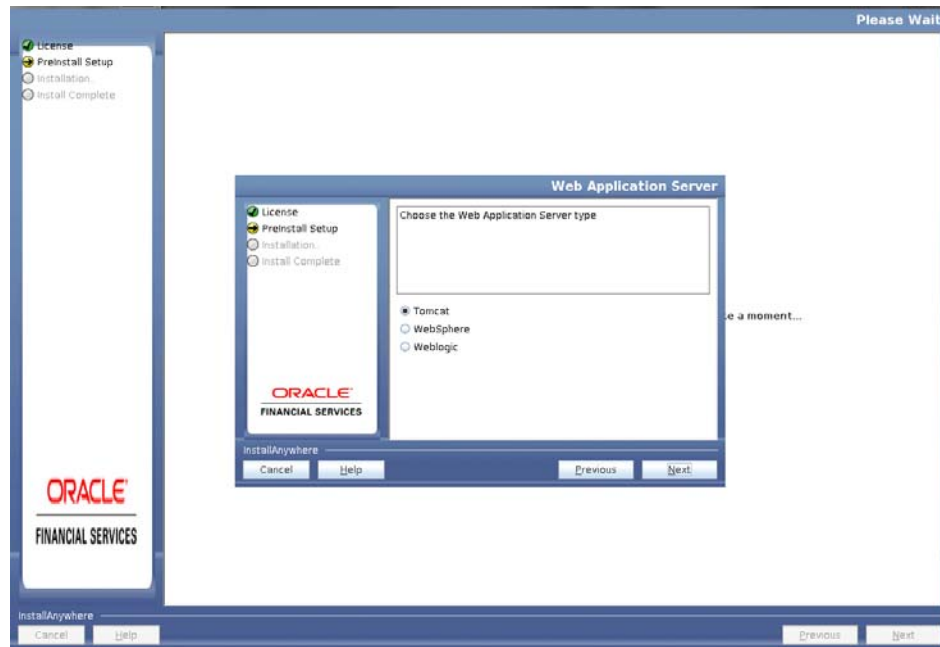 Please Wait
License
PreInstall Setup
Installation...
Install Complete
Web Application Server
License
PreInstall Setup
Installation...
Install Complete
Choose the Web Application Server type
Tomcat
WebSphere
Weblogic
a moment...
ORACLE
FINANCIAL SERVICES
InstallAnywhere
Cancel Help Previous Next
ORACLE
FINANCIAL SERVICES
InstallAnywhere
Cancel Help Previous Next